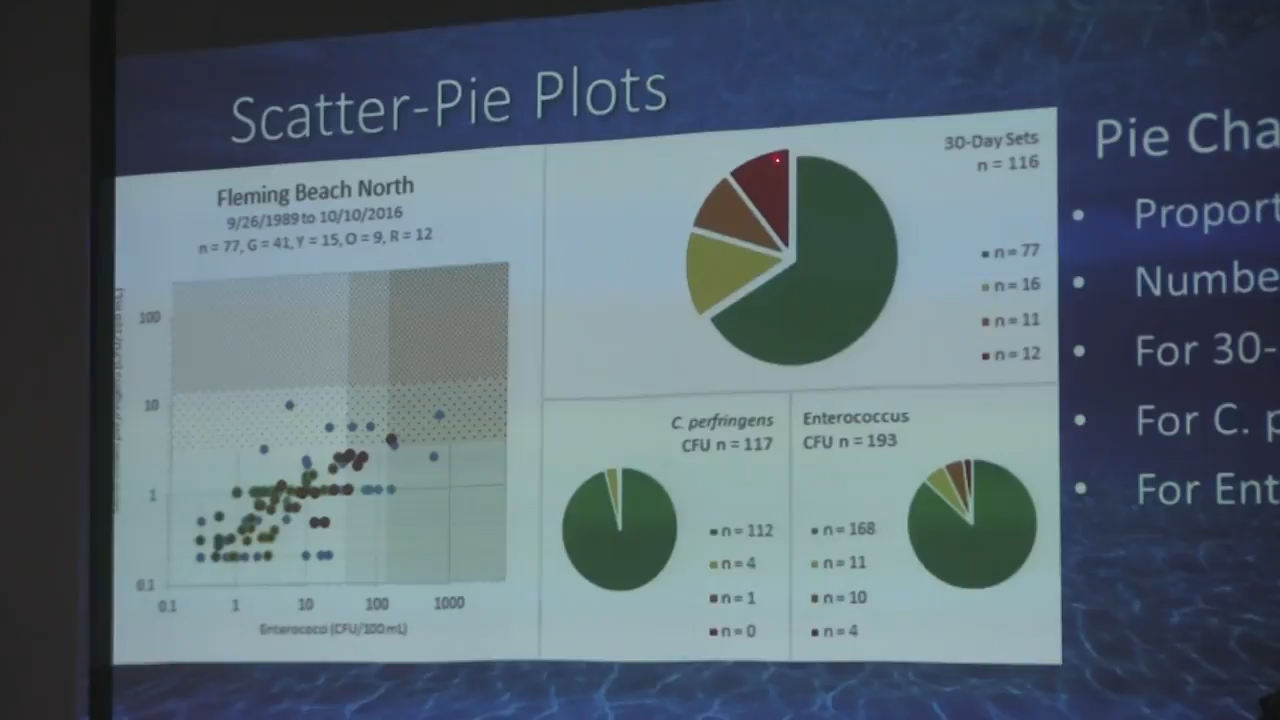 Scatter-Pie Plots
Fleming Beach North
9/26/1989 to 10/10/2016
n = 77, G = 41, Y = 15, O = 9, R = 12
100
10
1
0.1
0.1 1 10 100 1000
Enterococci (CFU/100 mL)
30-Day Sets
n = 116
n = 77
n = 16
n = 11
n = 12
C. perfringens
CFU n = 117
n = 112
n = 4
n = 1
n = 0
Enterococcus
CFU n = 193
n = 168
n = 11
n = 10
n = 4
Pie Cha
• Proport
• Numbe
• For 30-
• For C. p
• For Ent